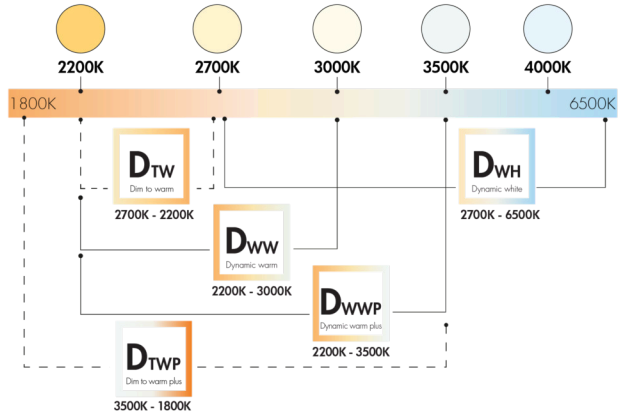 2200K
2700K
3000K
3500K
4000K
1800K
6500K
DTW
Dim to warm
2700K - 2200K
DWH
Dynamic white
2700K - 6500K
DWW
Dynamic warm
2200K - 3000K
DWWP
Dynamic warm plus
2200K - 3500K
DTWP
Dim to warm plus
3500K - 1800K